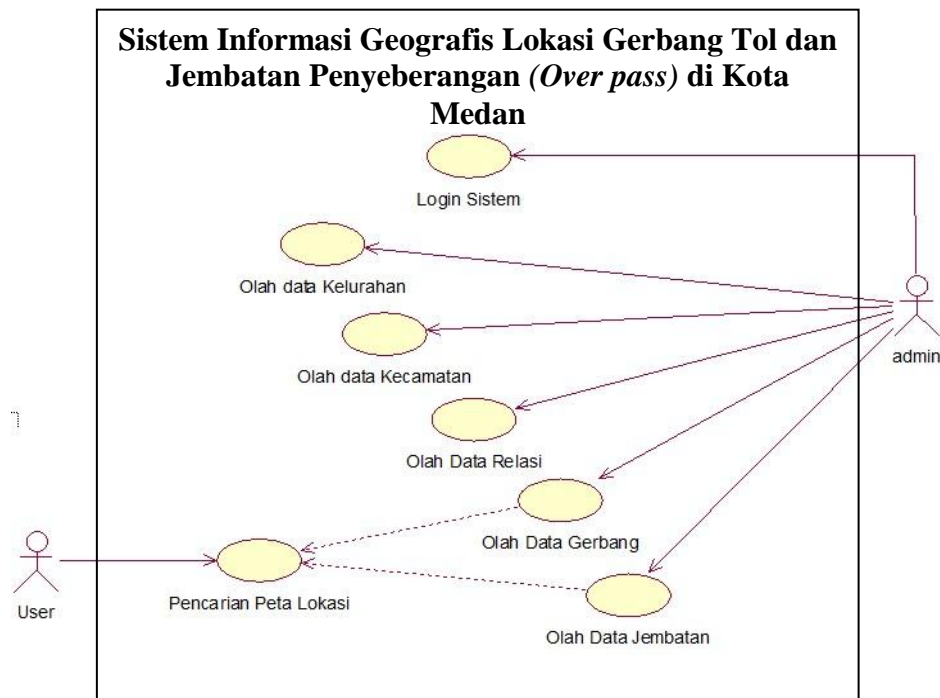 Sistem Informasi Geografis Lokasi Gerbang Tol dan
Jembatan Penyeberangan (Over pass) di Kota
Medan
Login Sistem
Olah data Kelurahan
admin
Olah data Kecamatan
Olah Data Relasi
Olah Data Gerbang
Pencarian Peta Lokasi
User
Olah Data Jembatan